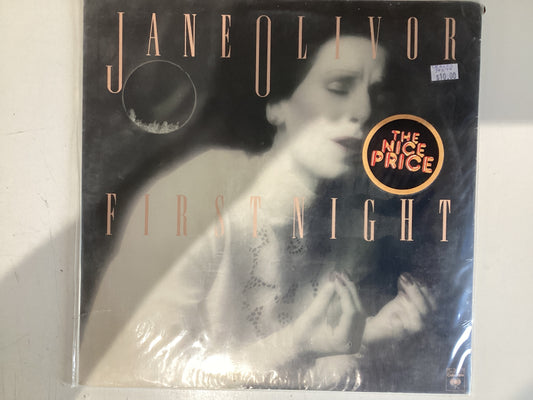 JANE OLIVOR
$10.00
THE
NICE
PRICE
FIRST NIGHT